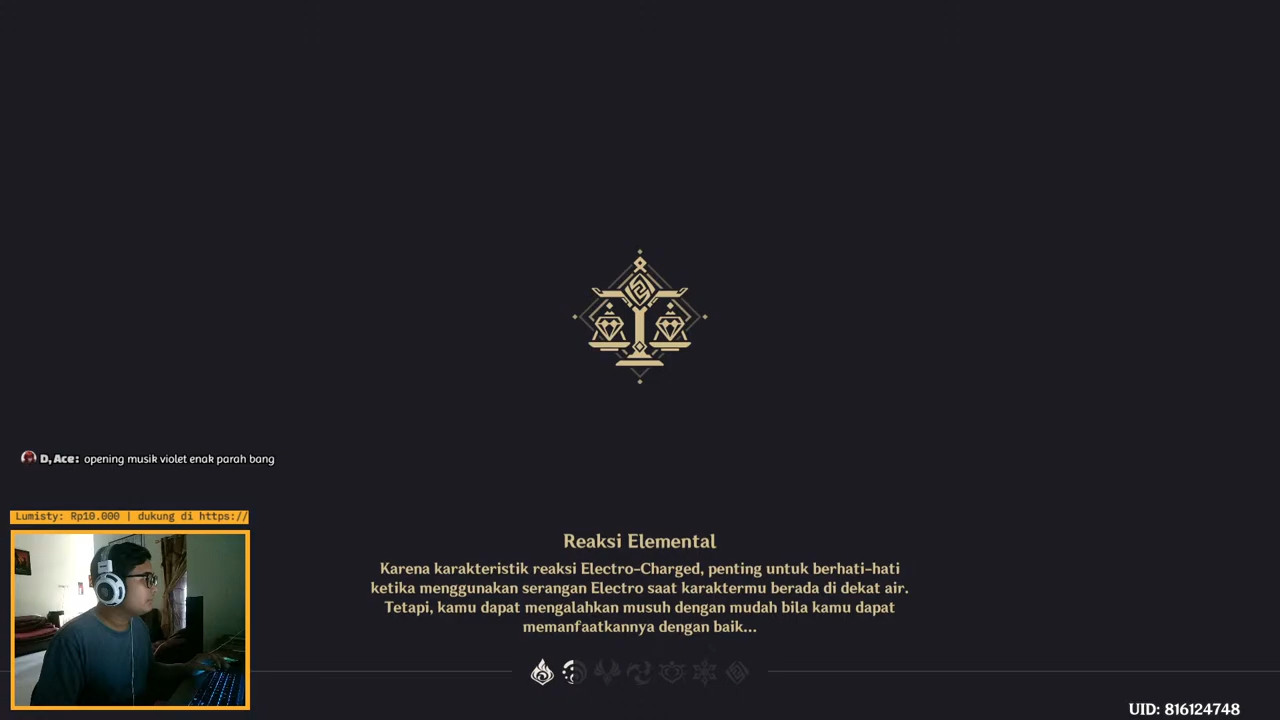 D, Ace: opening musik violet enak parah bang
Lumisty: Rp10.000 | dukung di https://
Reaksi Elemental
Karena karakteristik reaksi Electro-Charged, penting untuk berhati-hati
ketika menggunakan serangan Electro saat karaktermu berada di dekat air.
Tetapi, kamu dapat mengalahkan musuh dengan mudah bila kamu dapat
memanfaatkannya dengan baik...
UID: 816124748